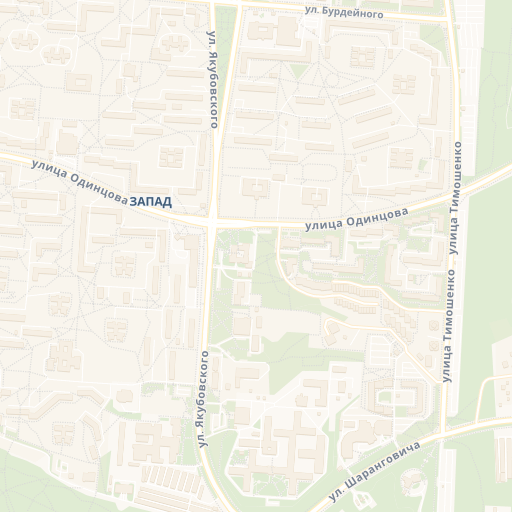 ул. Бурдейного
ул. Якубовского
улица Тимошенко
улица Одинцова
ЗАПАД
улица Одинцова
улица Тимошенко
ул. Якубовского
ул. Шаранговича